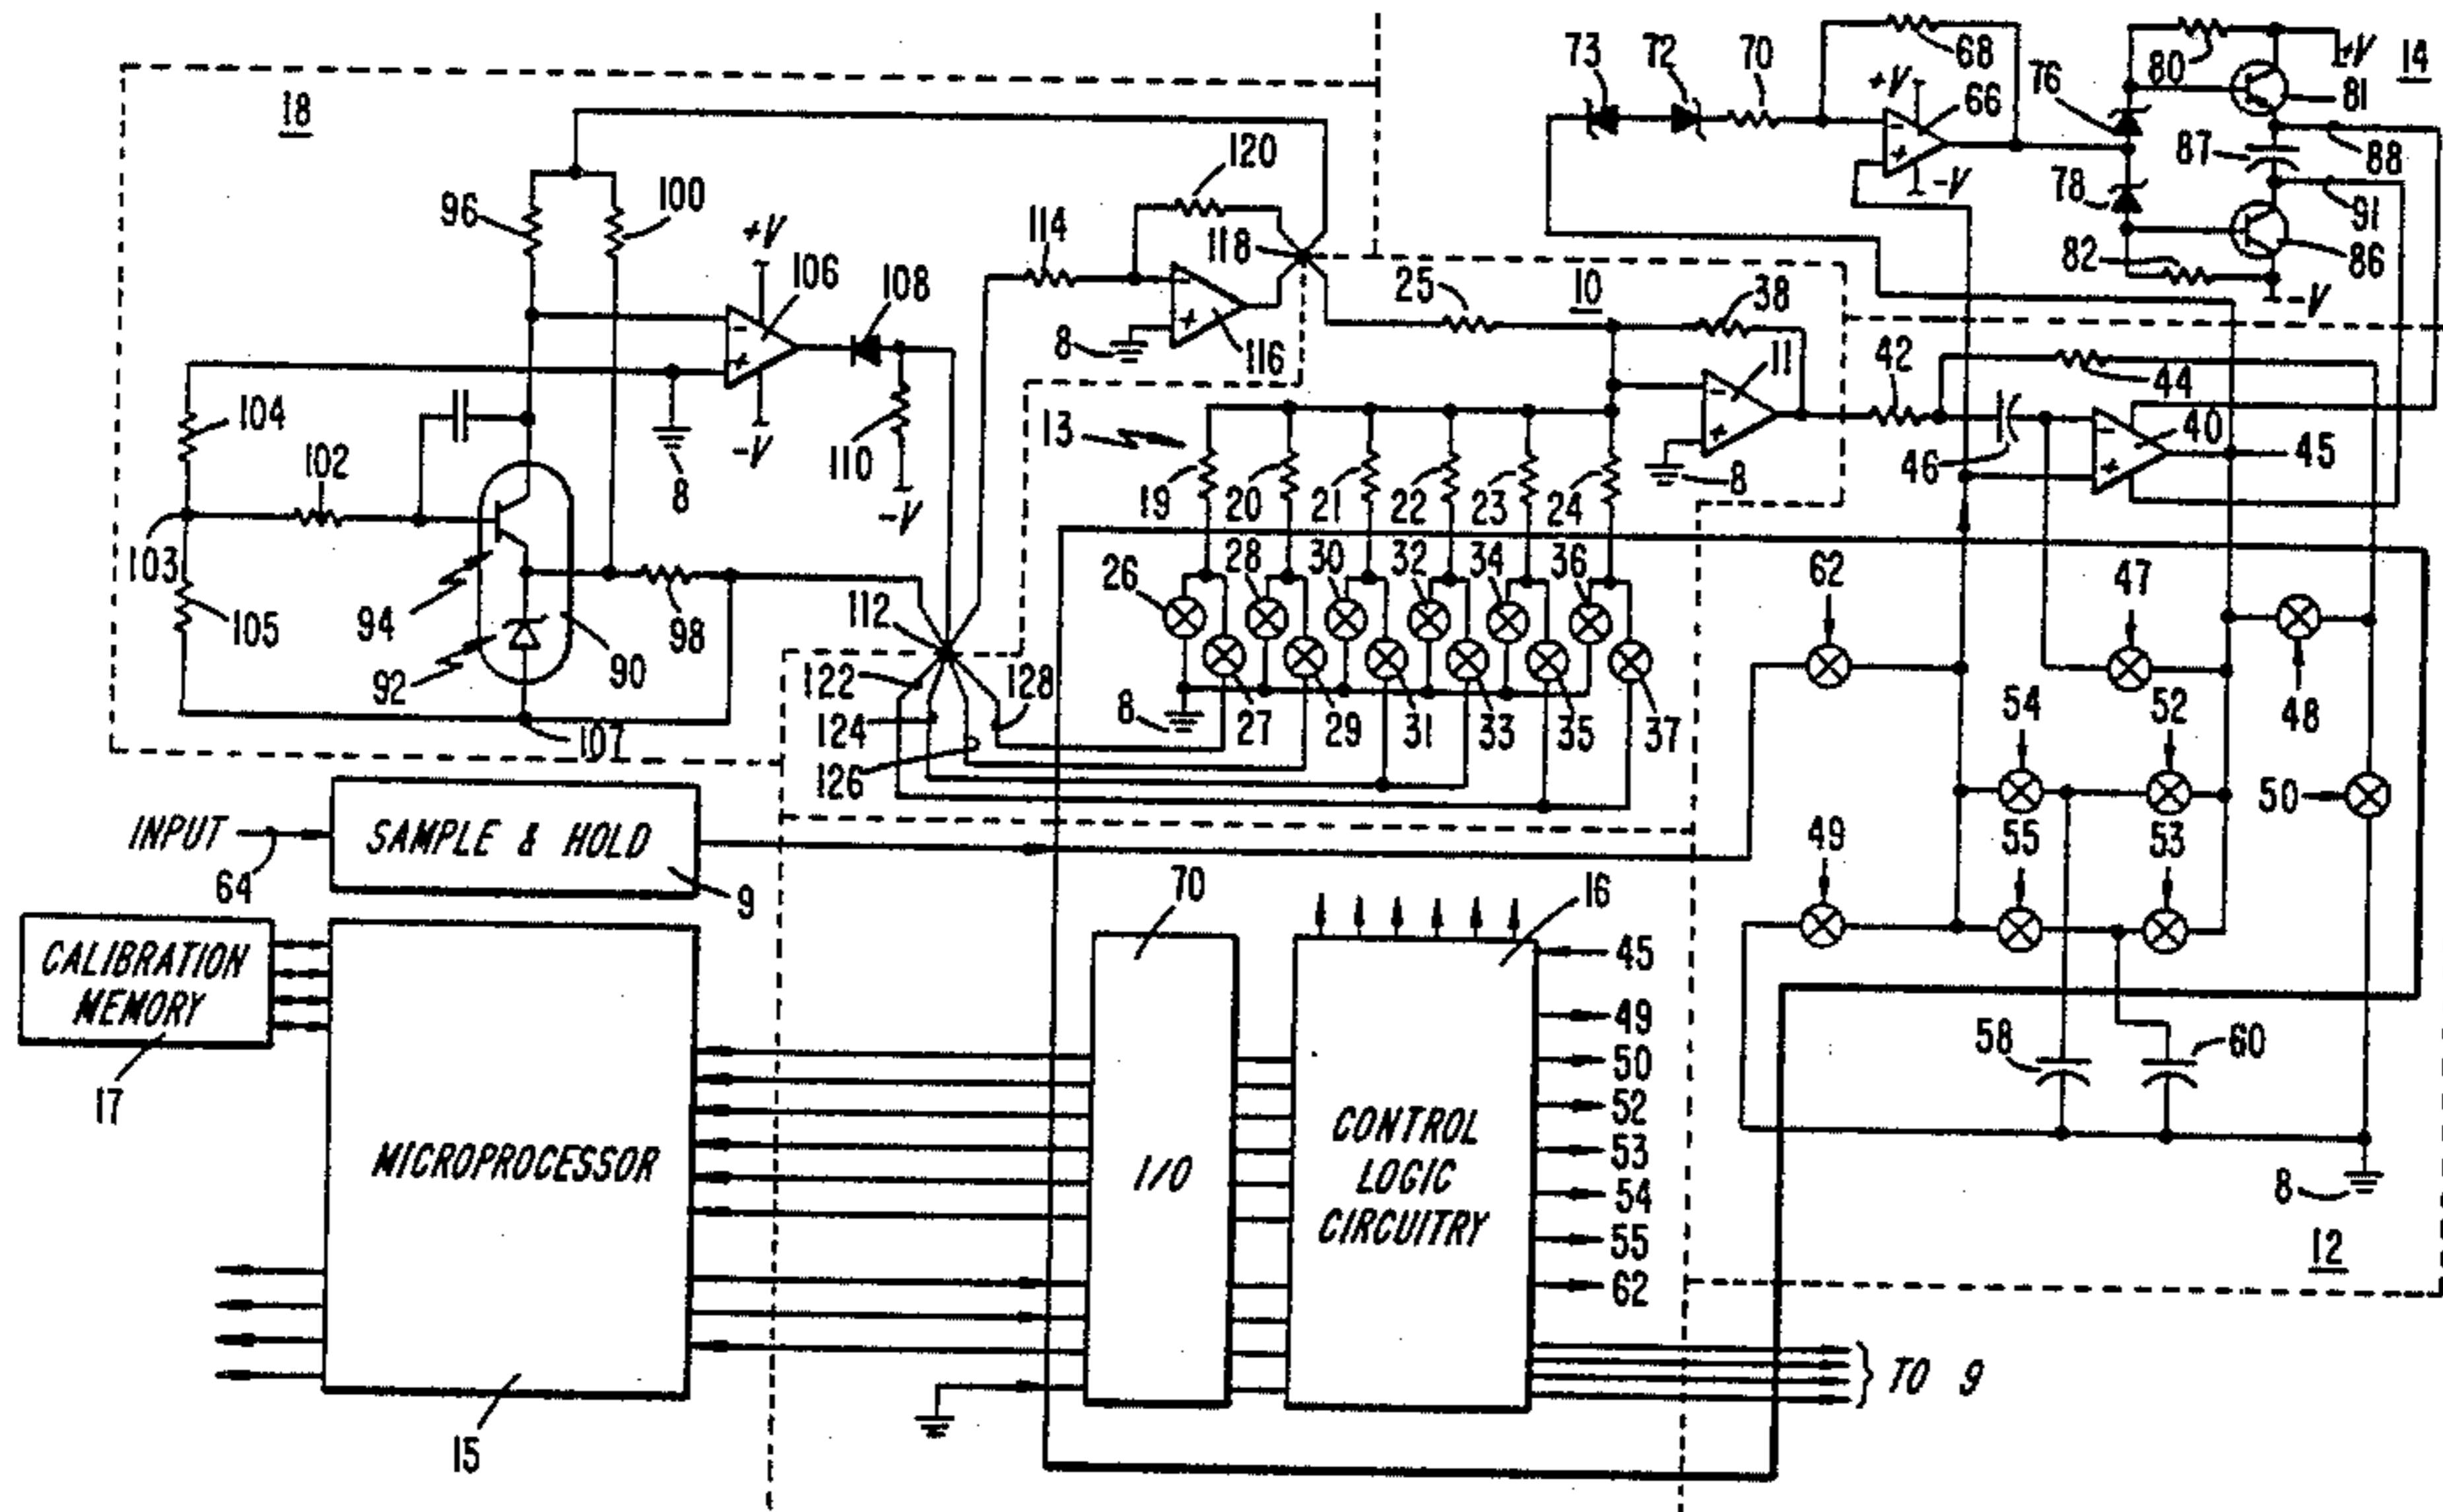 73 72 70 68 +V 14
18 +V 66 76 80 81
120 87 88
96 100 114 118 -V 78 91
+V 25 10 38 82 86
106 108 -V
8 116 11 42 44
104 13 40
102 -V 110 8 46 45
8 19 20 21 22 23 24
-V
103 26 28 30 32 34 36 62 47
105 94 98 112
92 90 122 128 54 52 48
107 124 8 27 29 31 33 35 37
126 50
INPUT SAMPLE & HOLD 49 55 53
64 9 70 16
CALIBRATION
MEMORY
45
17
49
58 60
50
52
CONTROL
LOGIC
CIRCUITRY
MICROPROCESSOR I/O
53
54
8
55
12
62
TO 9
15